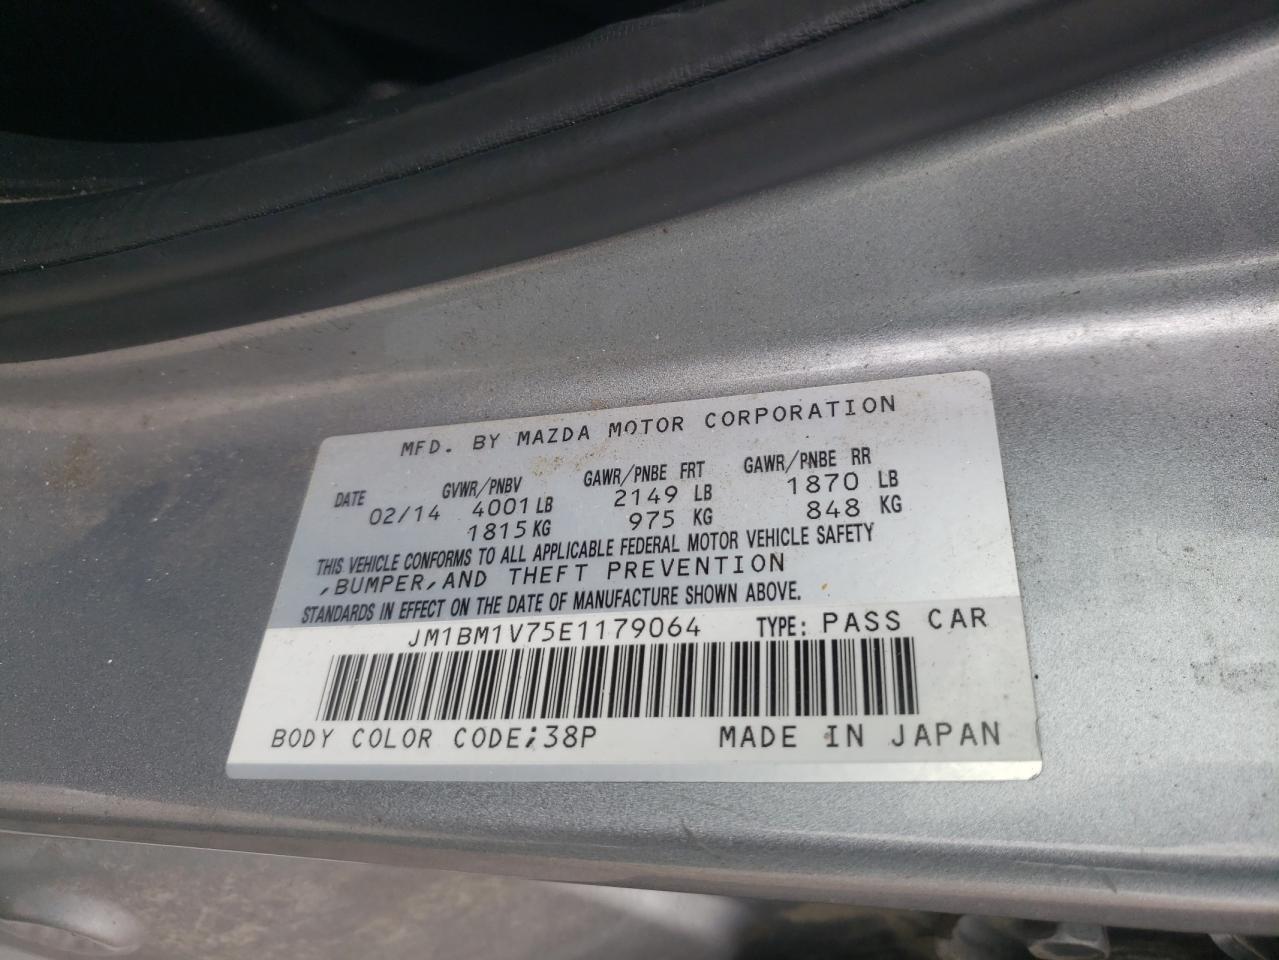 MFD. BY MAZDA MOTOR CORPORATION
DATE GVWR/PNBV GAWR/PNBE FRT GAWR/PNBE RR
02/14 4001 LB 2149 LB 1870 LB
1815 KG 975 KG 848 KG
THIS VEHICLE CONFORMS TO ALL APPLICABLE FEDERAL MOTOR VEHICLE SAFETY
,BUMPER,AND THEFT PREVENTION
STANDARDS IN EFFECT ON THE DATE OF MANUFACTURE SHOWN ABOVE.
JM1BM1V75E1179064 TYPE: PASS CAR
BODY COLOR CODE;38P MADE IN JAPAN